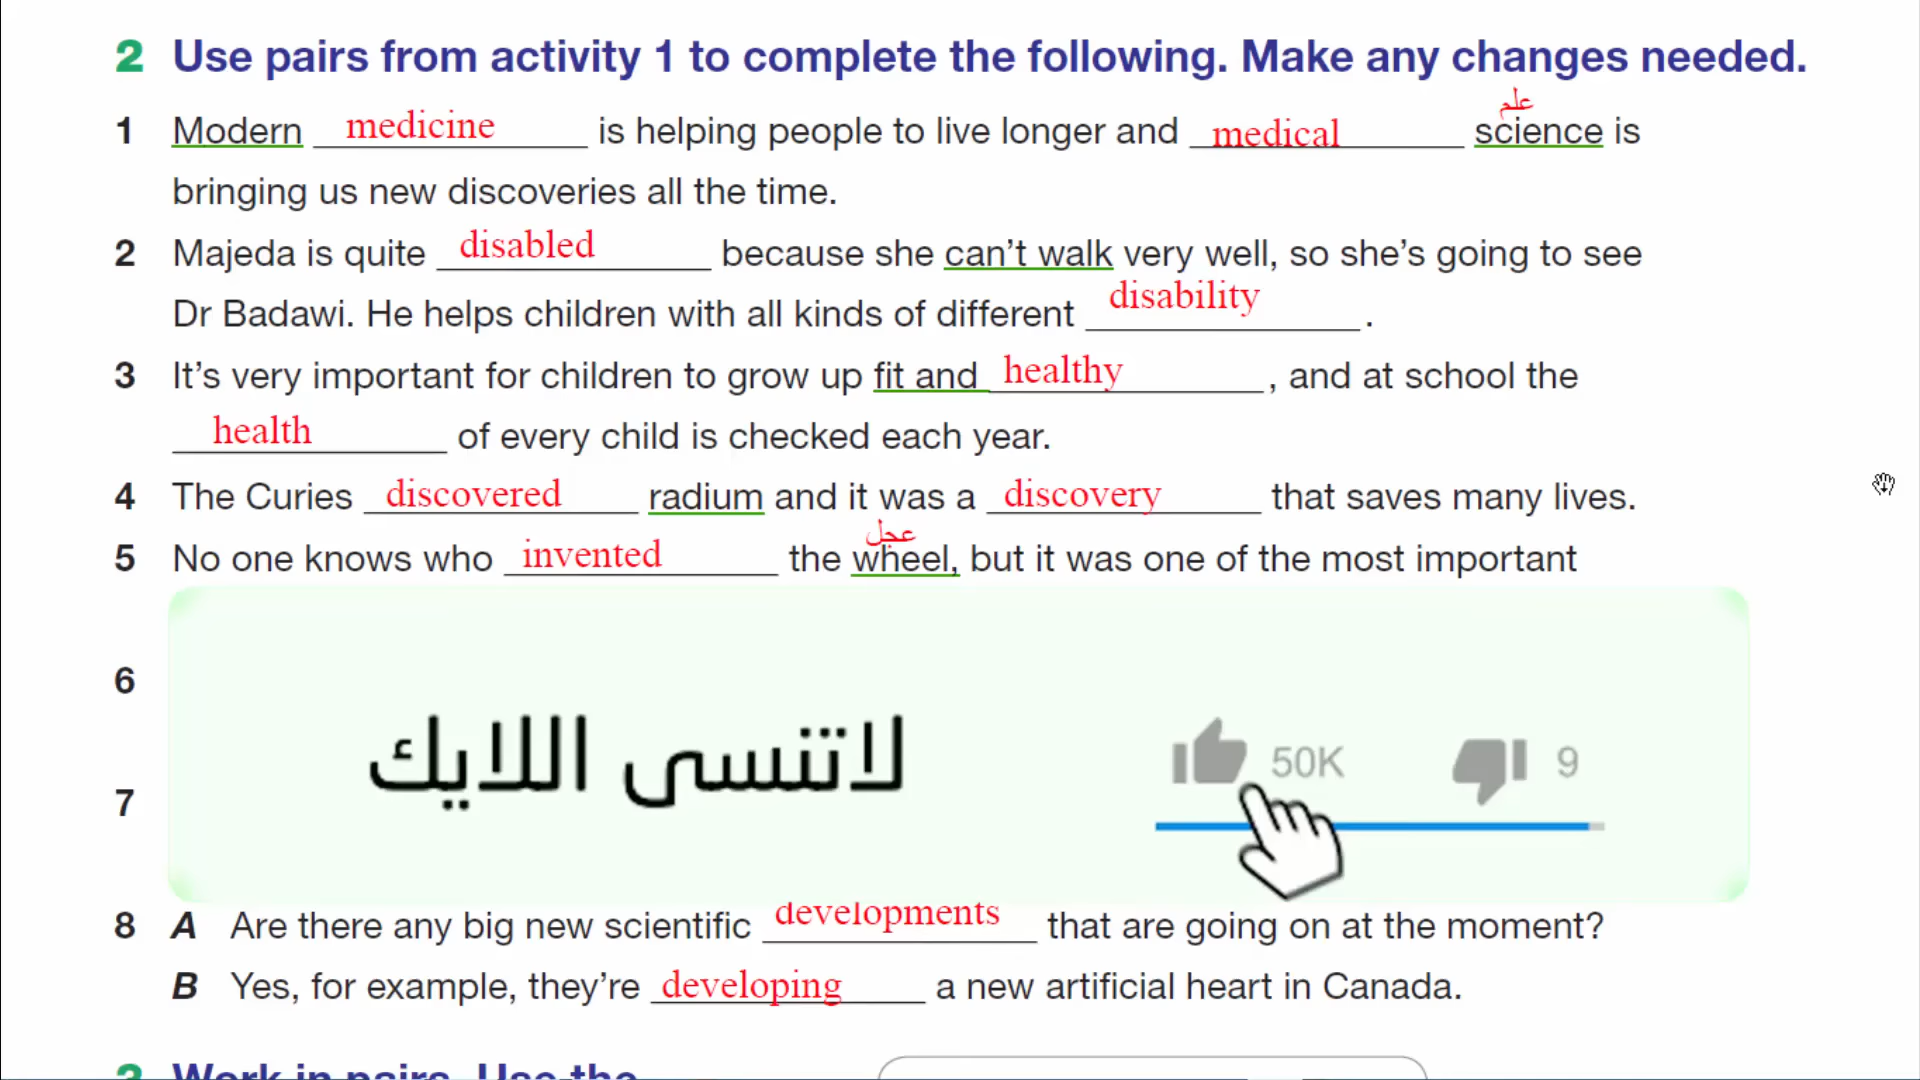 2 Use pairs from activity 1 to complete the following. Make any changes needed.
علم
1 Modern medicine is helping people to live longer and medical science is
bringing us new discoveries all the time.
2 Majeda is quite disabled because she can't walk very well, so she's going to see
Dr Badawi. He helps children with all kinds of different disability.
3 It's very important for children to grow up fit and healthy, and at school the
health of every child is checked each year.
4 The Curies discovered radium and it was a discovery that saves many lives.
عجل
5 No one knows who invented the wheel, but it was one of the most important
6
لاتنسى اللايك 50K 9
7
8 A Are there any big new scientific developments that are going on at the moment?
B Yes, for example, they're developing a new artificial heart in Canada.
3 Work in pairs. Use the